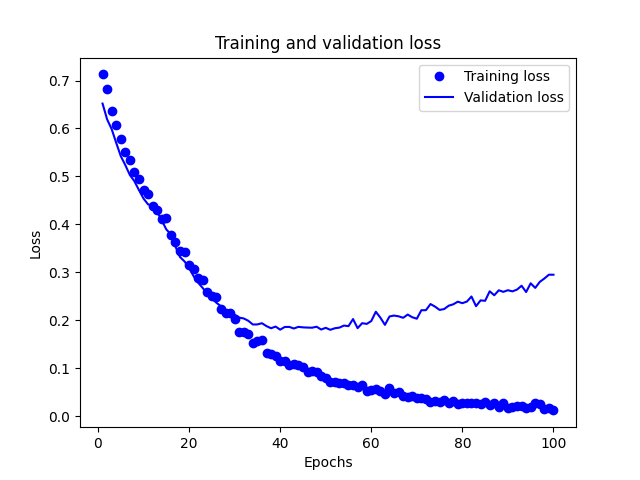 Training and validation loss
Training loss
Validation loss
0.7
0.6
0.5
0.4
0.3
0.2
0.1
0.0
Loss
0 20 40 60 80 100
Epochs